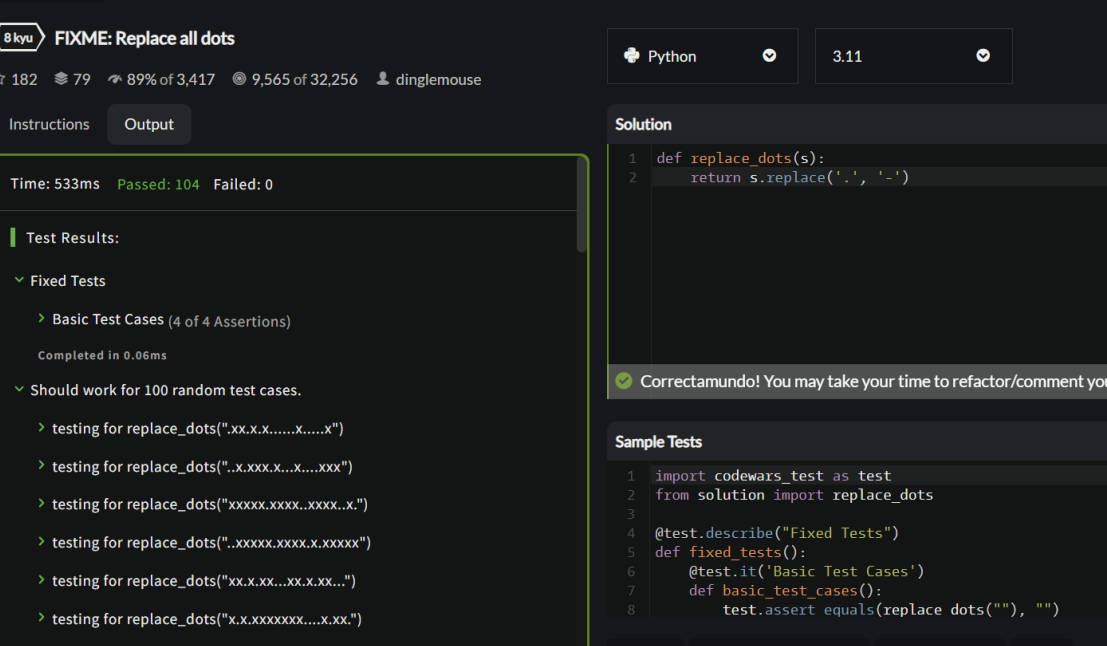 8 kyu FIXME: Replace all dots
182 79 89% of 3,417 9,565 of 32,256 dinglemouse
Instructions Output
Time: 533ms Passed: 104 Failed: 0
Test Results:
Fixed Tests
Basic Test Cases (4 of 4 Assertions)
Completed in 0.06ms
Should work for 100 random test cases.
testing for replace_dots(".xx.x.x......x.....x")
testing for replace_dots("..x.xxx.x...x....xxx")
testing for replace_dots("xxxxx.xxxx..xxxx..x.")
testing for replace_dots("..xxxxx.xxxx.x.xxxxx")
testing for replace_dots("xx.x.xx...xx.x.xx...")
testing for replace_dots("x.x.xxxxxxx....x.xx.")
Python 3.11
Solution
1 def replace_dots(s):
2 return s.replace('.', '-')
Correctamundo! You may take your time to refactor/comment
Sample Tests
1 import codewars_test as test
2 from solution import replace_dots
3
4 @test.describe("Fixed Tests")
5 def fixed_tests():
6 @test.it('Basic Test Cases')
7 def basic_test_cases():
8 test.assert_equals(replace_dots(""), "")